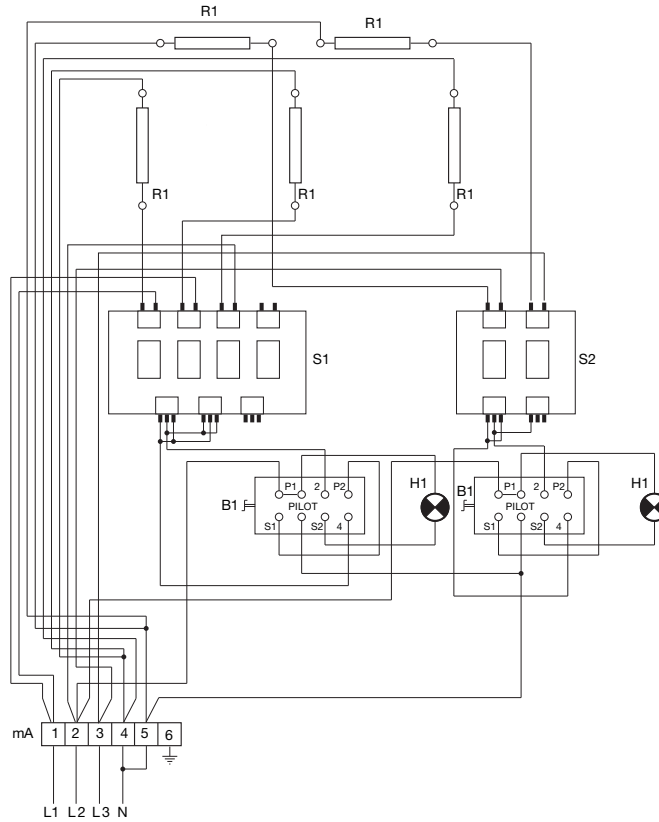 R1
R1
R1
R1
R1
S1
S2
P1 2 P2
H1
P1 2 P2
H1
B1
PILOT
B1
PILOT
S1 S2 4
S1 S2 4
mA 1 2 3 4 5 6
L1 L2 L3 N